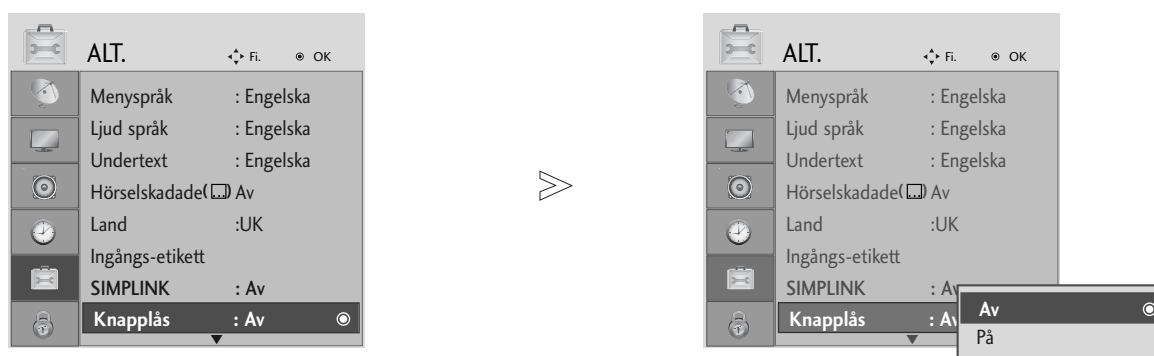 ALT. Fi. OK
Menyspråk : Engelska
Ljud språk : Engelska
Undertext : Engelska
Hörselskadade( ) Av
Land :UK
Ingångs-etikett
SIMPLINK : Av
Knapplås : Av
ALT. Fi. OK
Menyspråk : Engelska
Ljud språk : Engelska
Undertext : Engelska
Hörselskadade( ) Av
Land :UK
Ingångs-etikett
SIMPLINK : Av
Knapplås : Av
Av
På